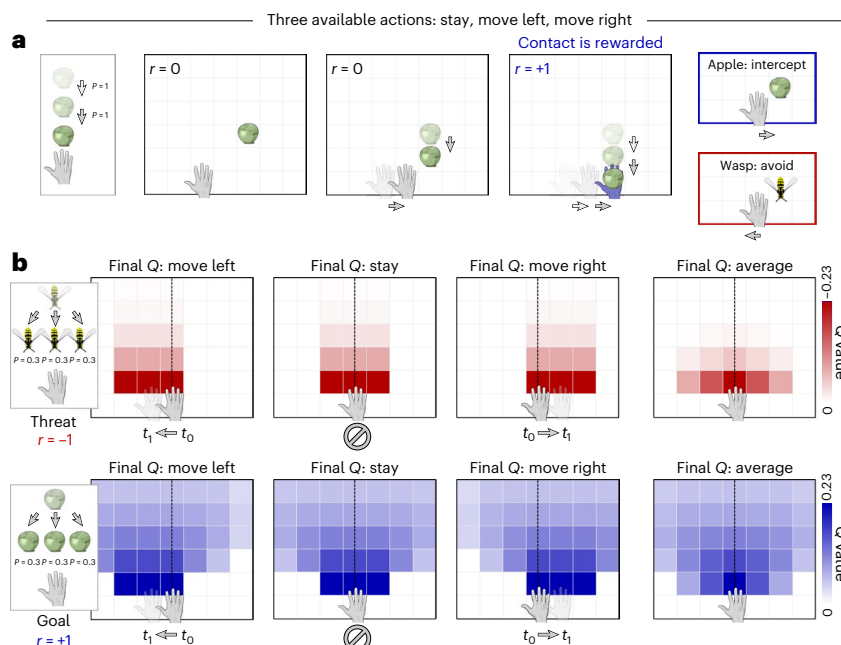 Three available actions: stay, move left, move right
a
Contact is rewarded
P = 1
P = 1
r = 0
r = 0
r = +1
Apple: intercept
Wasp: avoid
b
Final Q: move left
Final Q: stay
Final Q: move right
Final Q: average
P = 0.3 P = 0.3 P = 0.3
Threat
r = −1
t1 t0
t0 t1
−0.23
Q value
0
Final Q: move left
Final Q: stay
Final Q: move right
Final Q: average
P = 0.3 P = 0.3 P = 0.3
Goal
r = +1
t1 t0
t0 t1
0.23
Q value
0